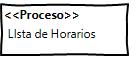 <<Proceso>>
LIsta de Horarios